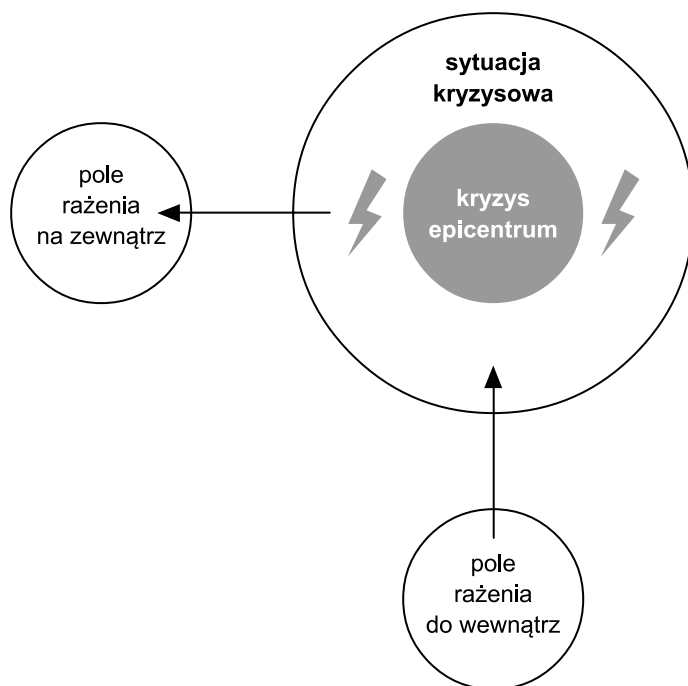 sytuacja
kryzysowa
pole
rażenia
na zewnątrz
kryzys
epicentrum
pole
rażenia
do wewnątrz